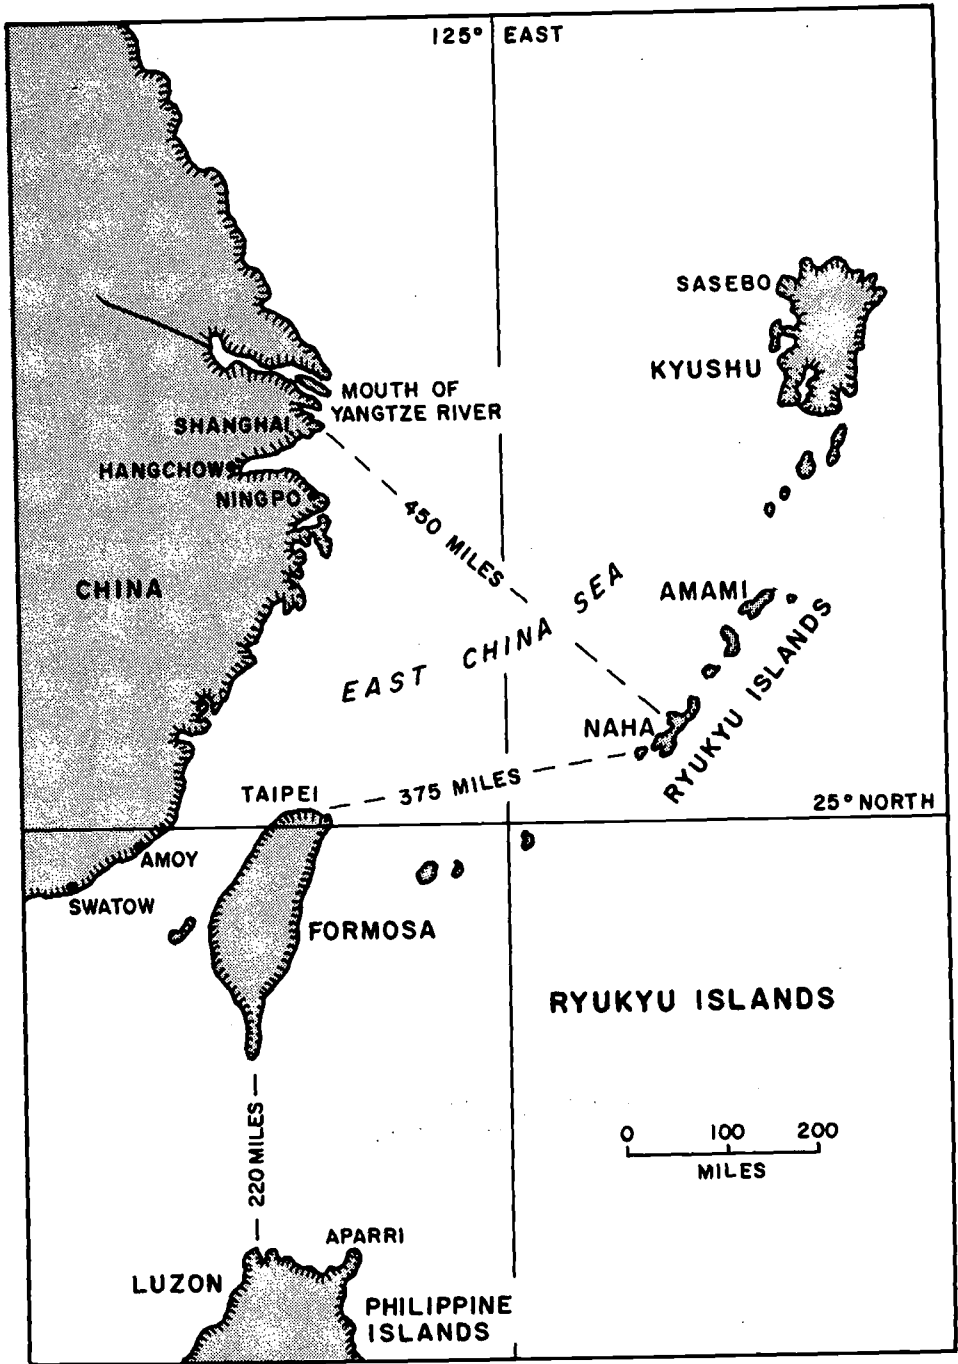 125° EAST
SASEBO
KYUSHU
MOUTH OF
YANGTZE RIVER
SHANGHAI
HANGCHOW
NINGPO
450 MILES
CHINA
AMAMI
EAST CHINA SEA
RYUKYU ISLANDS
NAHA
375 MILES
TAIPEI
25° NORTH
AMOY
SWATOW
FORMOSA
RYUKYU ISLANDS
220 MILES
0 100 200
MILES
APARRI
LUZON
PHILIPPINE
ISLANDS